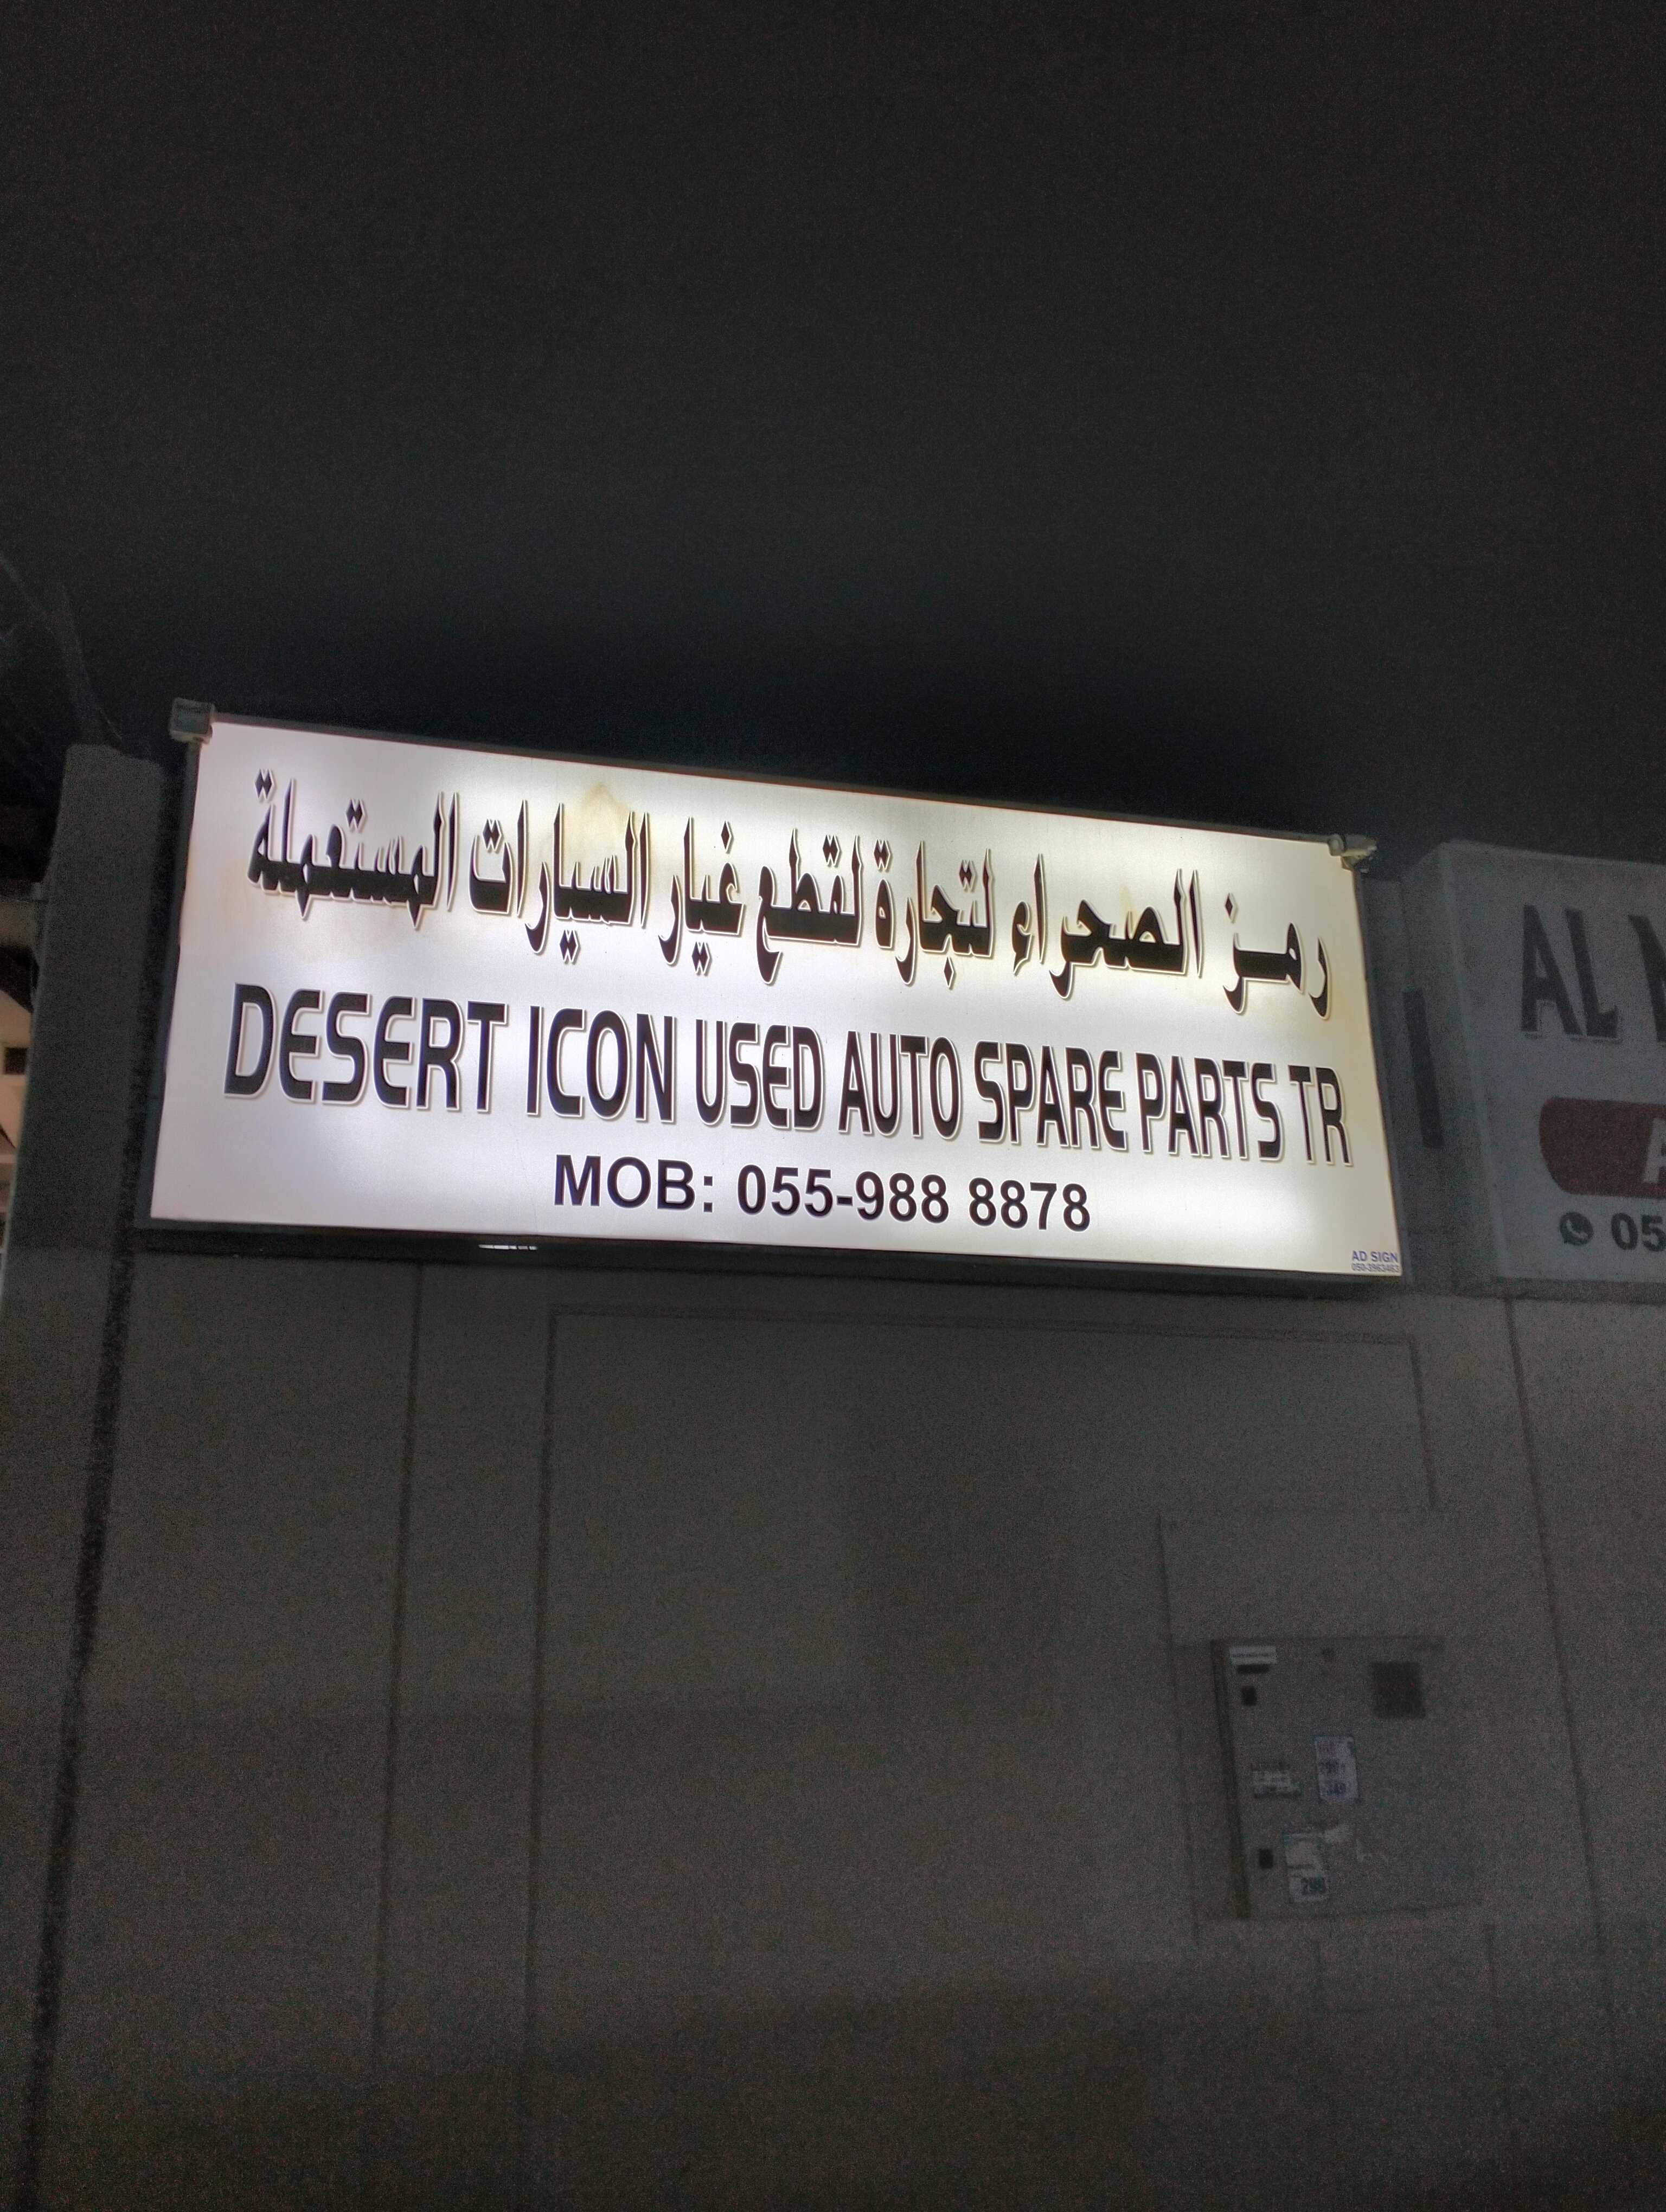 رمز الصحراء لتجارة لقطع غيار السيارات المستعملة
DESERT ICON USED AUTO SPARE PARTS TR
MOB: 055-988 8878
AD SIGN
AL
05
298